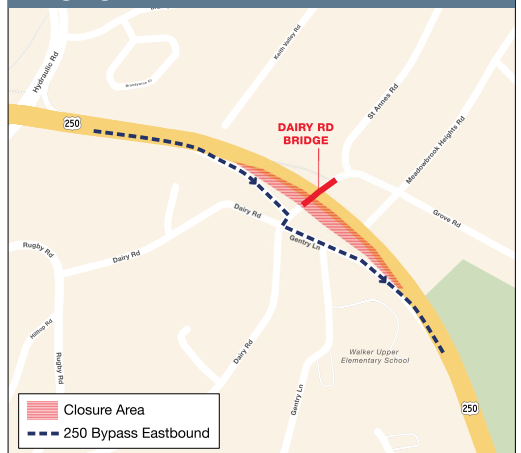 Hydraulic Rd
Brandywine Dr
Keith Valley Rd
250
St Annes Rd
Meadowbrook Heights Rd
DAIRY RD
BRIDGE
Dairy Rd
Grove Rd
Gentry Ln
Rugby Rd
Dairy Rd
Hilltop Rd
Rugby Rd
Dairy Rd
Walker Upper
Elementary School
Gentry Ln
250
Closure Area
250 Bypass Eastbound